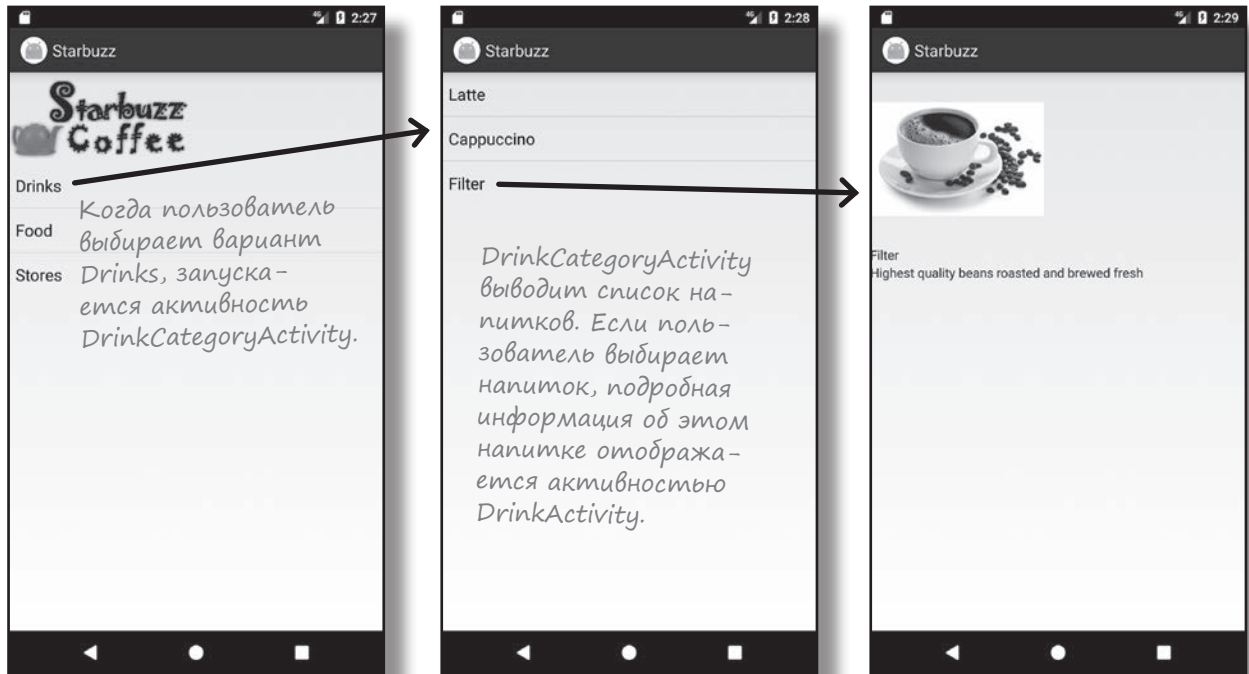 2:27
Starbuzz
Starbuzz
Coffee
Drinks
Food
Stores
Когда пользователь
выбирает вариант
Drinks, запуска-
ется активность
DrinkCategoryActivity.
2:28
Starbuzz
Latte
Cappuccino
Filter
DrinkCategoryActivity
выводит список на-
питков. Если поль-
зователь выбирает
напиток, подробная
информация об этом
напитке отобража-
ется активностью
DrinkActivity.
2:29
Starbuzz
Filter
Highest quality beans roasted and brewed fresh